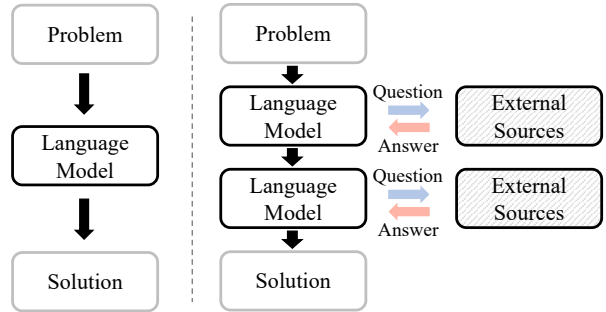 Problem
Language
Model
Solution
Problem
Language
Model
Question
Answer
External
Sources
Language
Model
Question
Answer
External
Sources
Solution